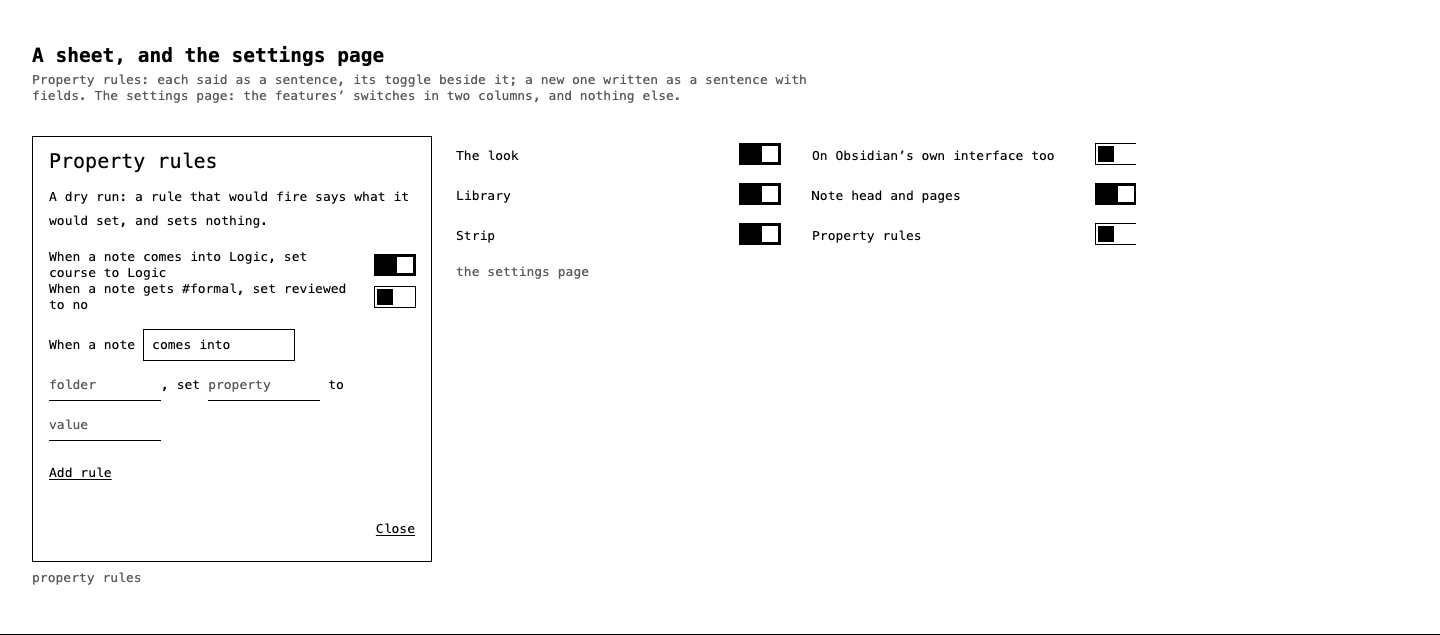 A sheet, and the settings page
Property rules: each said as a sentence, its toggle beside it; a new one written as a sentence with
fields. The settings page: the features’ switches in two columns, and nothing else.
Property rules
A dry run: a rule that would fire says what it
would set, and sets nothing.
When a note comes into Logic, set
course to Logic
When a note gets #formal, set reviewed
to no
When a note comes into
folder , set property to
value
Add rule
Close
property rules
The look
On Obsidian’s own interface too
Library
Note head and pages
Strip
Property rules
the settings page